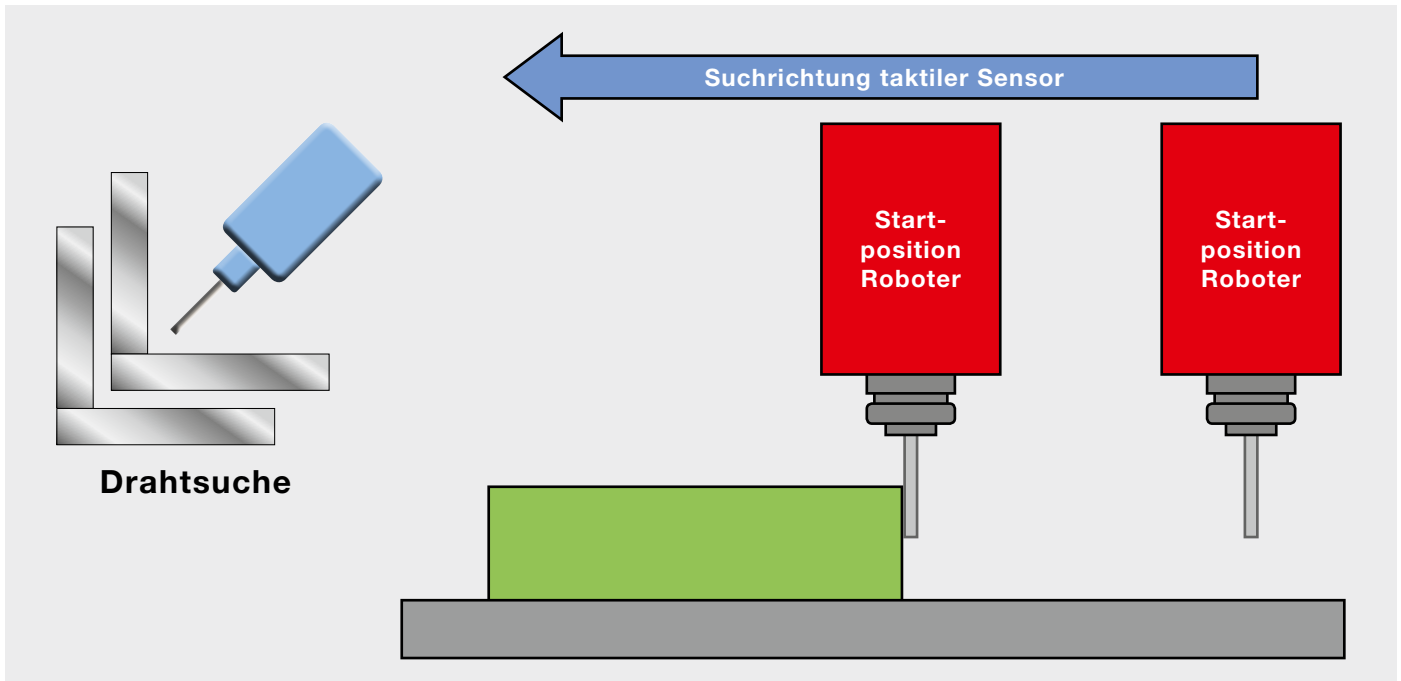 Suchrichtung taktiler Sensor
Start-
position
Roboter
Start-
position
Roboter
Drahtsuche